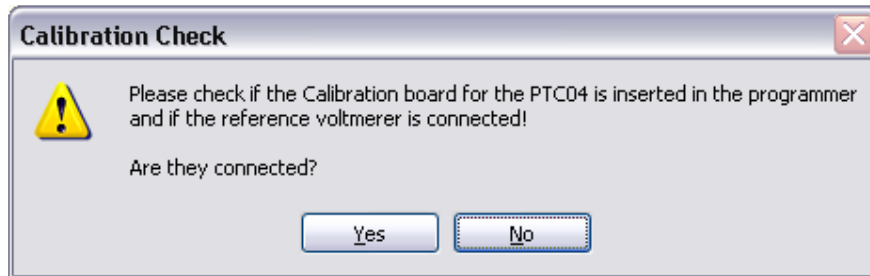 Calibration Check
Please check if the Calibration board for the PTC04 is inserted in the programmer
and if the reference voltmerer is connected!
Are they connected?
Yes
No